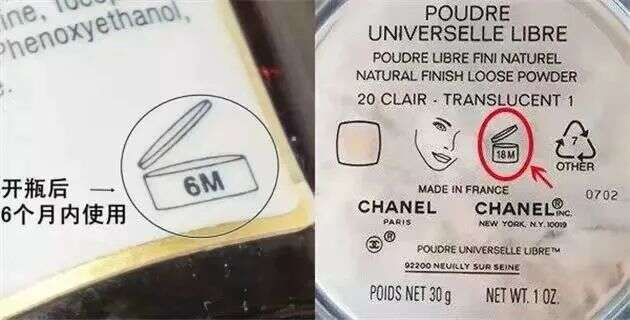 Phenoxyethanol,
开瓶后
6个月内使用
6M
POUDRE
UNIVERSELLE LIBRE
POUDRE LIBRE FINI NATUREL
NATURAL FINISH LOOSE POWDER
20 CLAIR - TRANSLUCENT 1
18M
7
OTHER
MADE IN FRANCE
0702
CHANEL
PARIS
CHANEL® INC.
NEW YORK, N.Y. 10019
®
POUDRE UNIVERSELLE LIBRE™
92200 NEUILLY SUR SEINE
POIDS NET 30 g NET WT. 1 OZ.